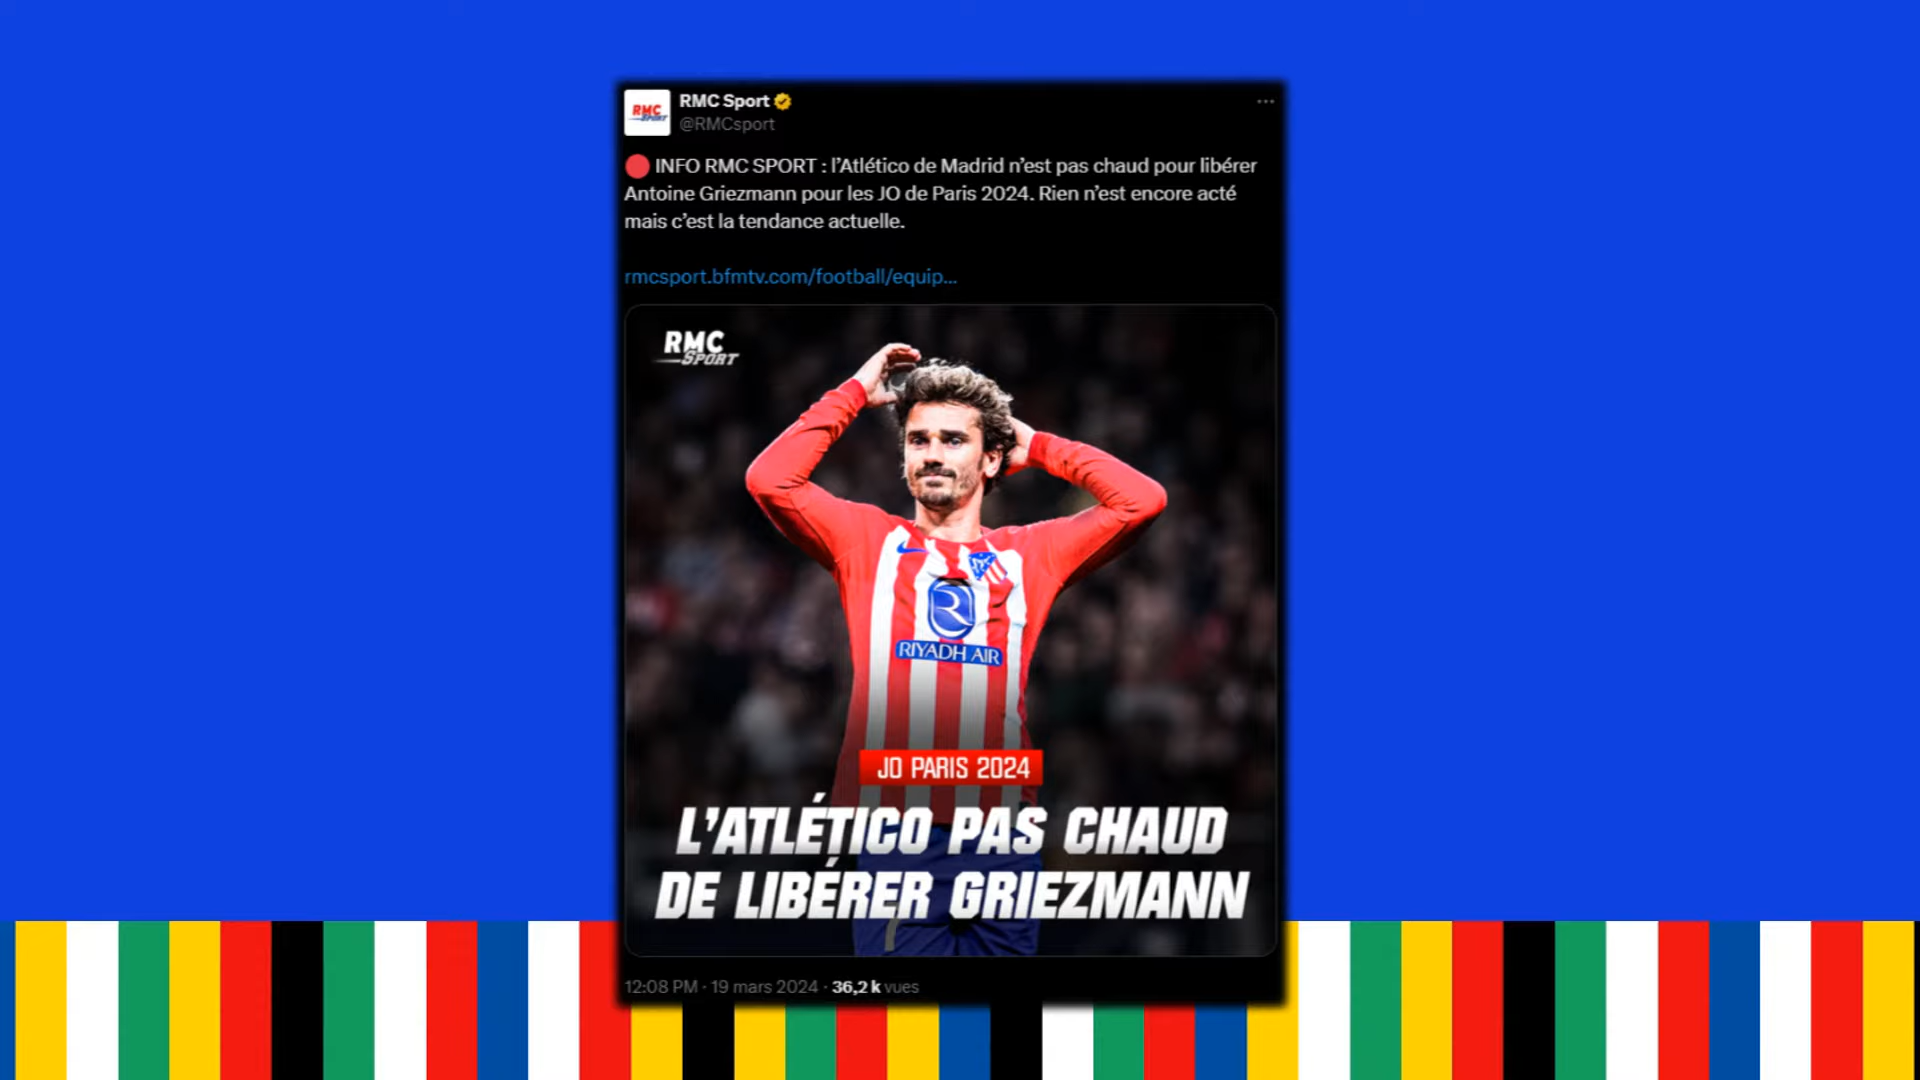 RMC SPORT
RMC Sport
@RMCsport
INFO RMC SPORT : l’Atlético de Madrid n’est pas chaud pour libérer
Antoine Griezmann pour les JO de Paris 2024. Rien n’est encore acté
mais c’est la tendance actuelle.
rmcsport.bfmtv.com/football/equip…
RMC
SPORT
RIYADH AIR
JO PARIS 2024
L’ATLÉTICO PAS CHAUD
DE LIBÉRER GRIEZMANN
12:08 PM · 19 mars 2024 · 36,2 k vues